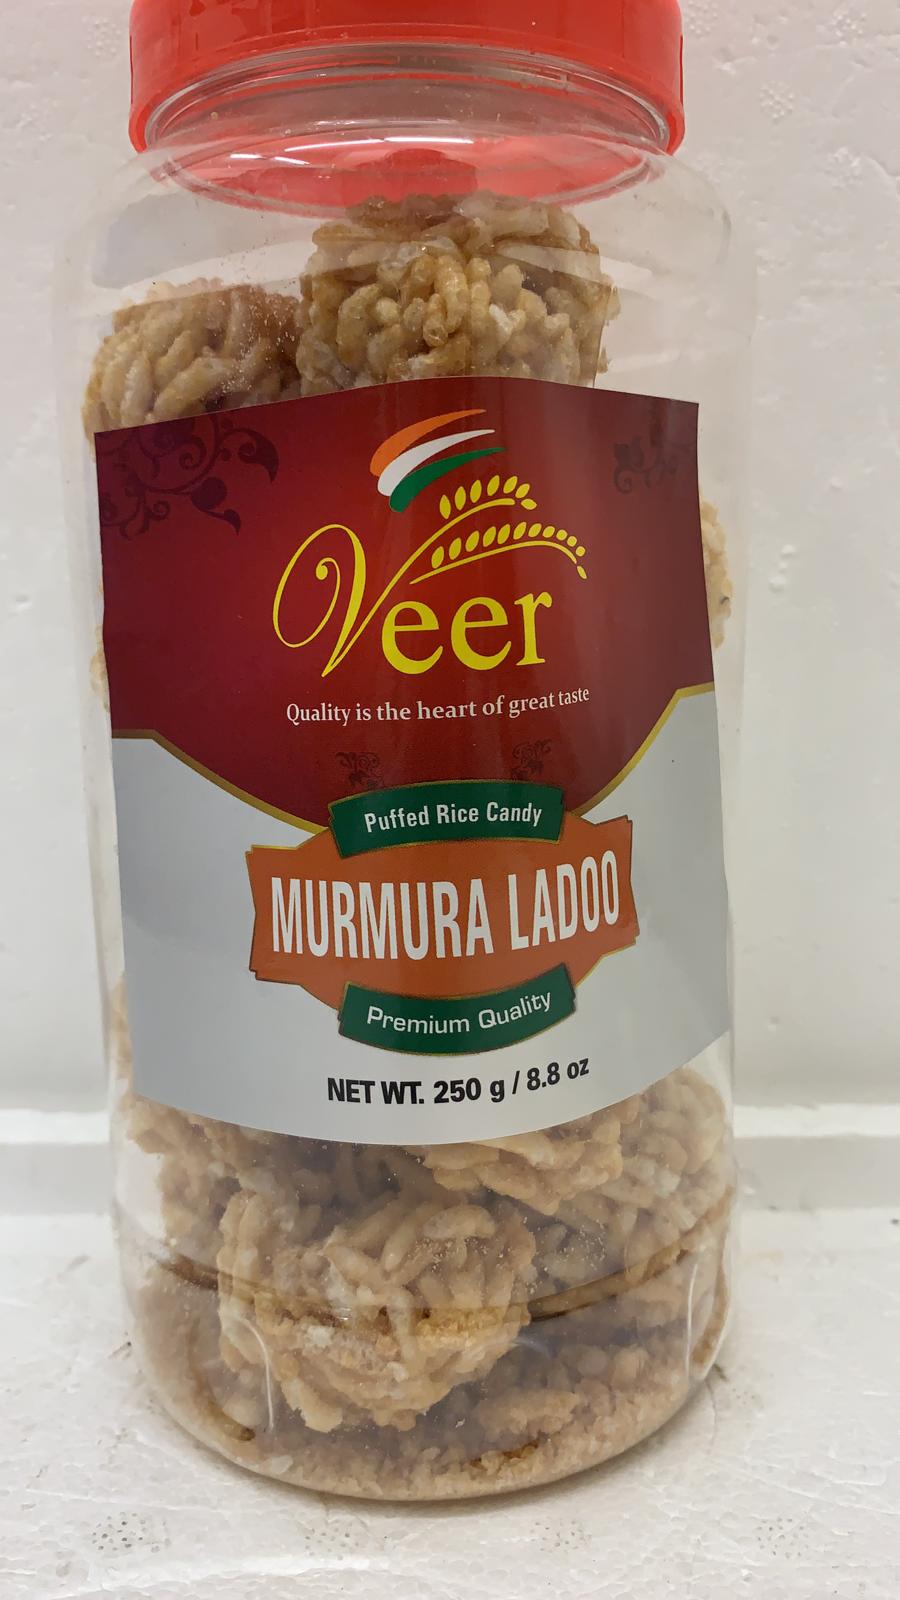 Veer
Quality is the heart of great taste
Puffed Rice Candy
MURMURA LADOO
Premium Quality
NET WT. 250 g / 8.8 oz